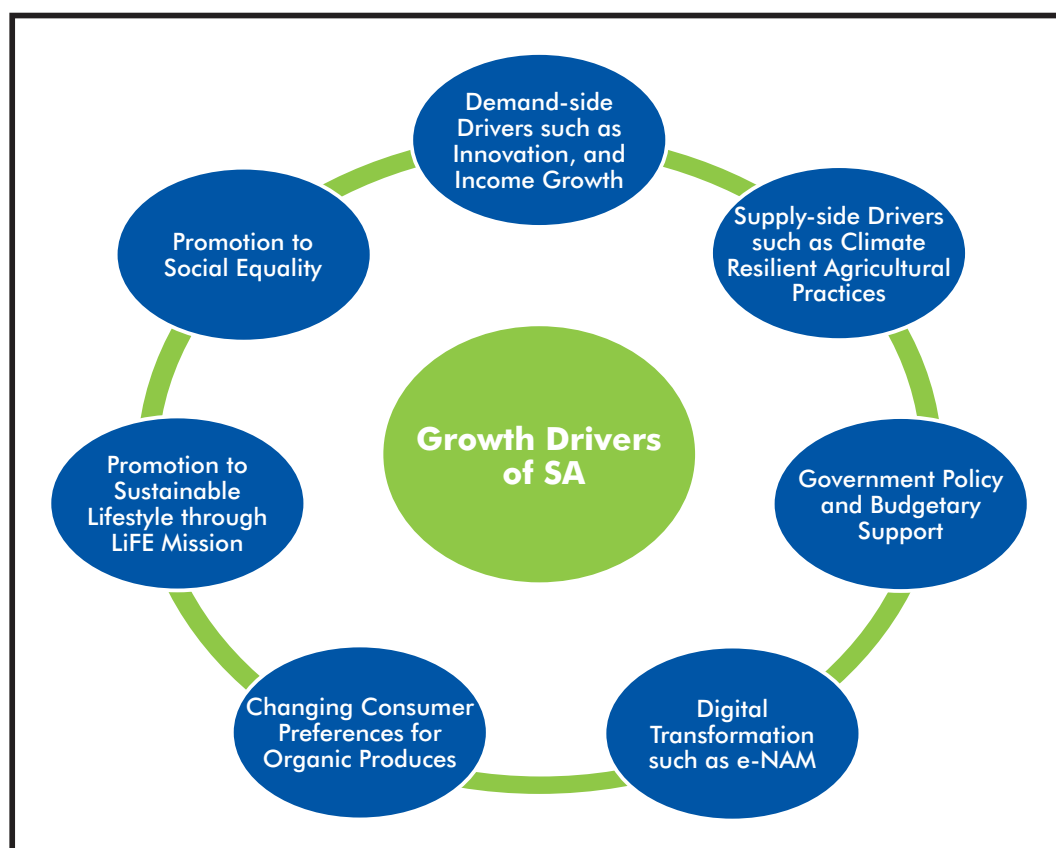 Demand-side
Drivers such as
Innovation, and
Income Growth
Supply-side Drivers
such as Climate
Resilient Agricultural
Practices
Government Policy
and Budgetary
Support
Digital
Transformation
such as e-NAM
Changing Consumer
Preferences for
Organic Produces
Promotion to
Sustainable
Lifestyle through
LiFE Mission
Promotion to
Social Equality
Growth Drivers
of SA